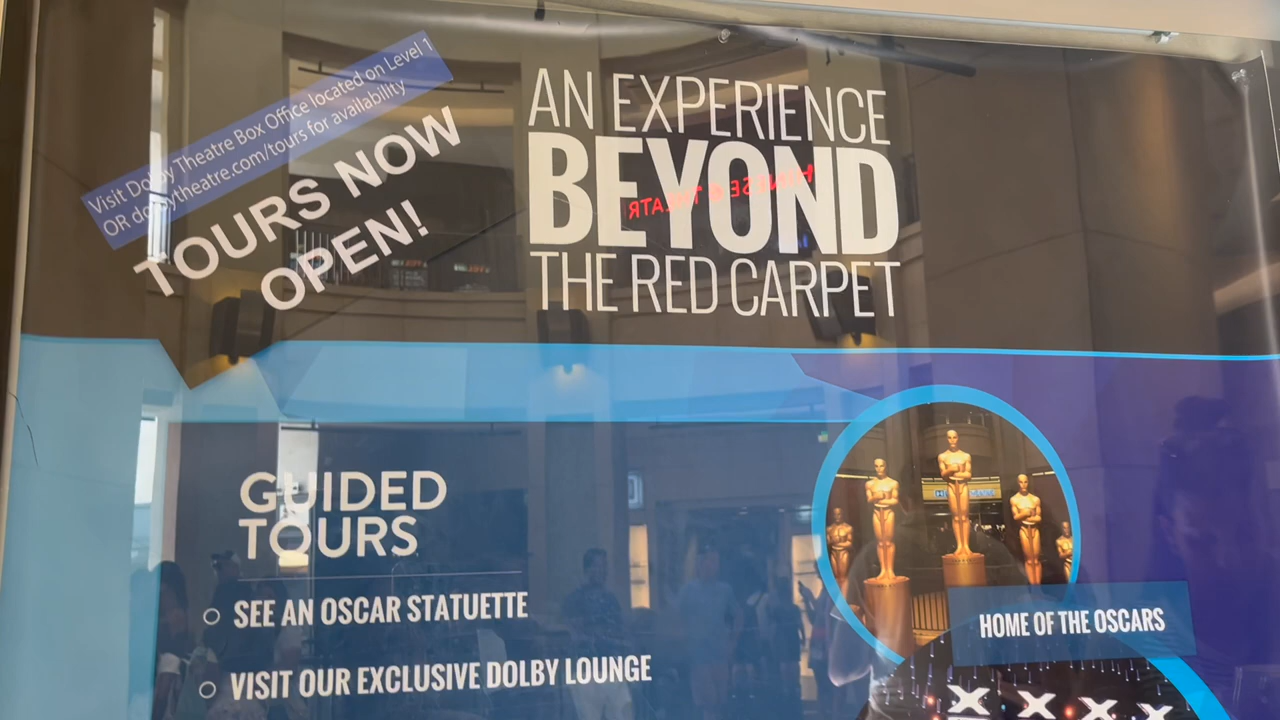 Visit Dolby Theatre Box Office located on Level 1
OR dolbytheatre.com/tours for availability
TOURS NOW
OPEN!
AN EXPERIENCE
BEYOND
THE RED CARPET
GUIDED
TOURS
SEE AN OSCAR STATUETTE
VISIT OUR EXCLUSIVE DOLBY LOUNGE
HOME OF THE OSCARS